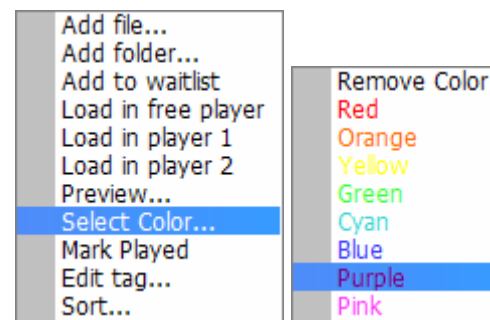 Add file...
Add folder...
Add to waitlist
Load in free player
Load in player 1
Load in player 2
Preview...
Select Color...
Mark Played
Edit tag...
Sort...
Remove Color
Red
Orange
Yellow
Green
Cyan
Blue
Purple
Pink